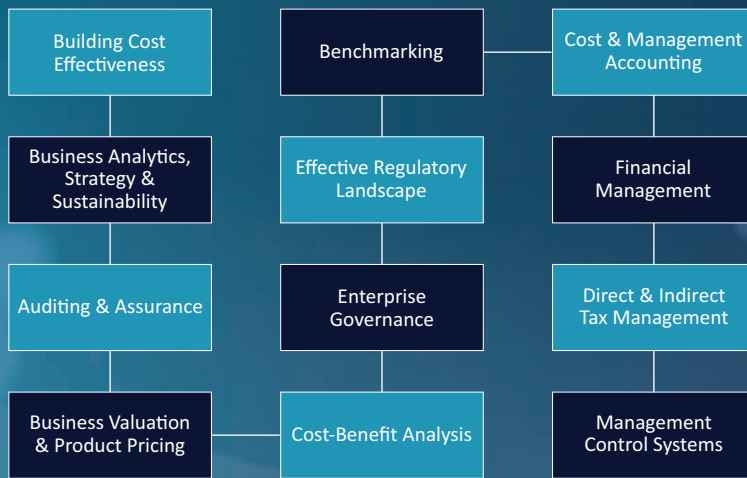 Building Cost
Effectiveness
Business Analytics,
Strategy &
Sustainability
Auditing & Assurance
Business Valuation
& Product Pricing
Cost-Benefit Analysis
Enterprise
Governance
Effective Regulatory
Landscape
Benchmarking
Cost & Management
Accounting
Financial
Management
Direct & Indirect
Tax Management
Management
Control Systems